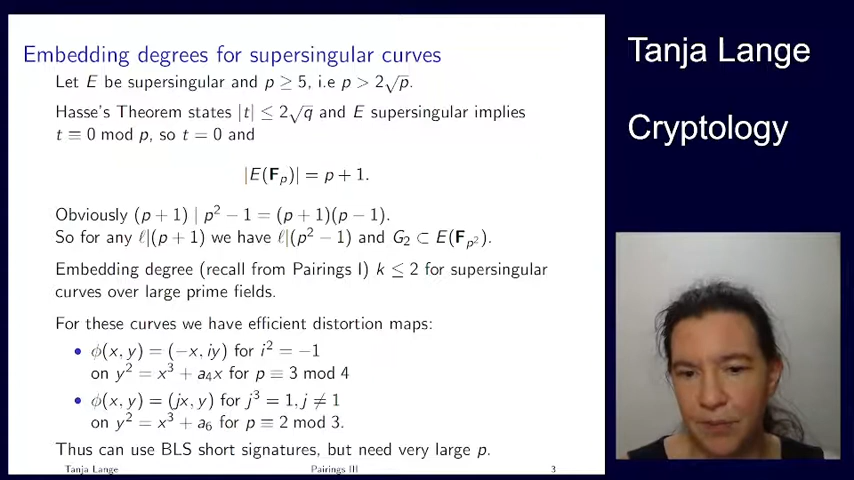 Embedding degrees for supersingular curves
Let E be supersingular and p ≥ 5, i.e p > 2√p.
Hasse's Theorem states |t| ≤ 2√q and E supersingular implies
t ≡ 0 mod p, so t = 0 and
|E(F_p)| = p + 1.
Obviously (p + 1) | p² − 1 = (p + 1)(p − 1).
So for any ℓ|(p + 1) we have ℓ|(p² − 1) and G₂ ⊂ E(F_{p²}).
Embedding degree (recall from Pairings I) k ≤ 2 for supersingular
curves over large prime fields.
For these curves we have efficient distortion maps:
• ϕ(x, y) = (−x, iy) for i² = −1
on y² = x³ + a₄x for p ≡ 3 mod 4
• ϕ(x, y) = (jx, y) for j³ = 1, j ≠ 1
on y² = x³ + a₆ for p ≡ 2 mod 3.
Thus can use BLS short signatures, but need very large p.
Tanja Lange Pairings III 3
Tanja Lange
Cryptology